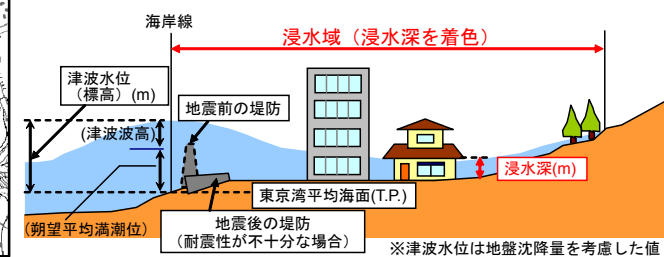 海岸線
浸水域（浸水深を着色）
津波水位
（標高）(m)
地震前の堤防
(津波波高)
浸水深(m)
東京湾平均海面(T.P.)
(朔望平均満潮位)
地震後の堤防
（耐震性が不十分な場合）
※津波水位は地盤沈降量を考慮した値